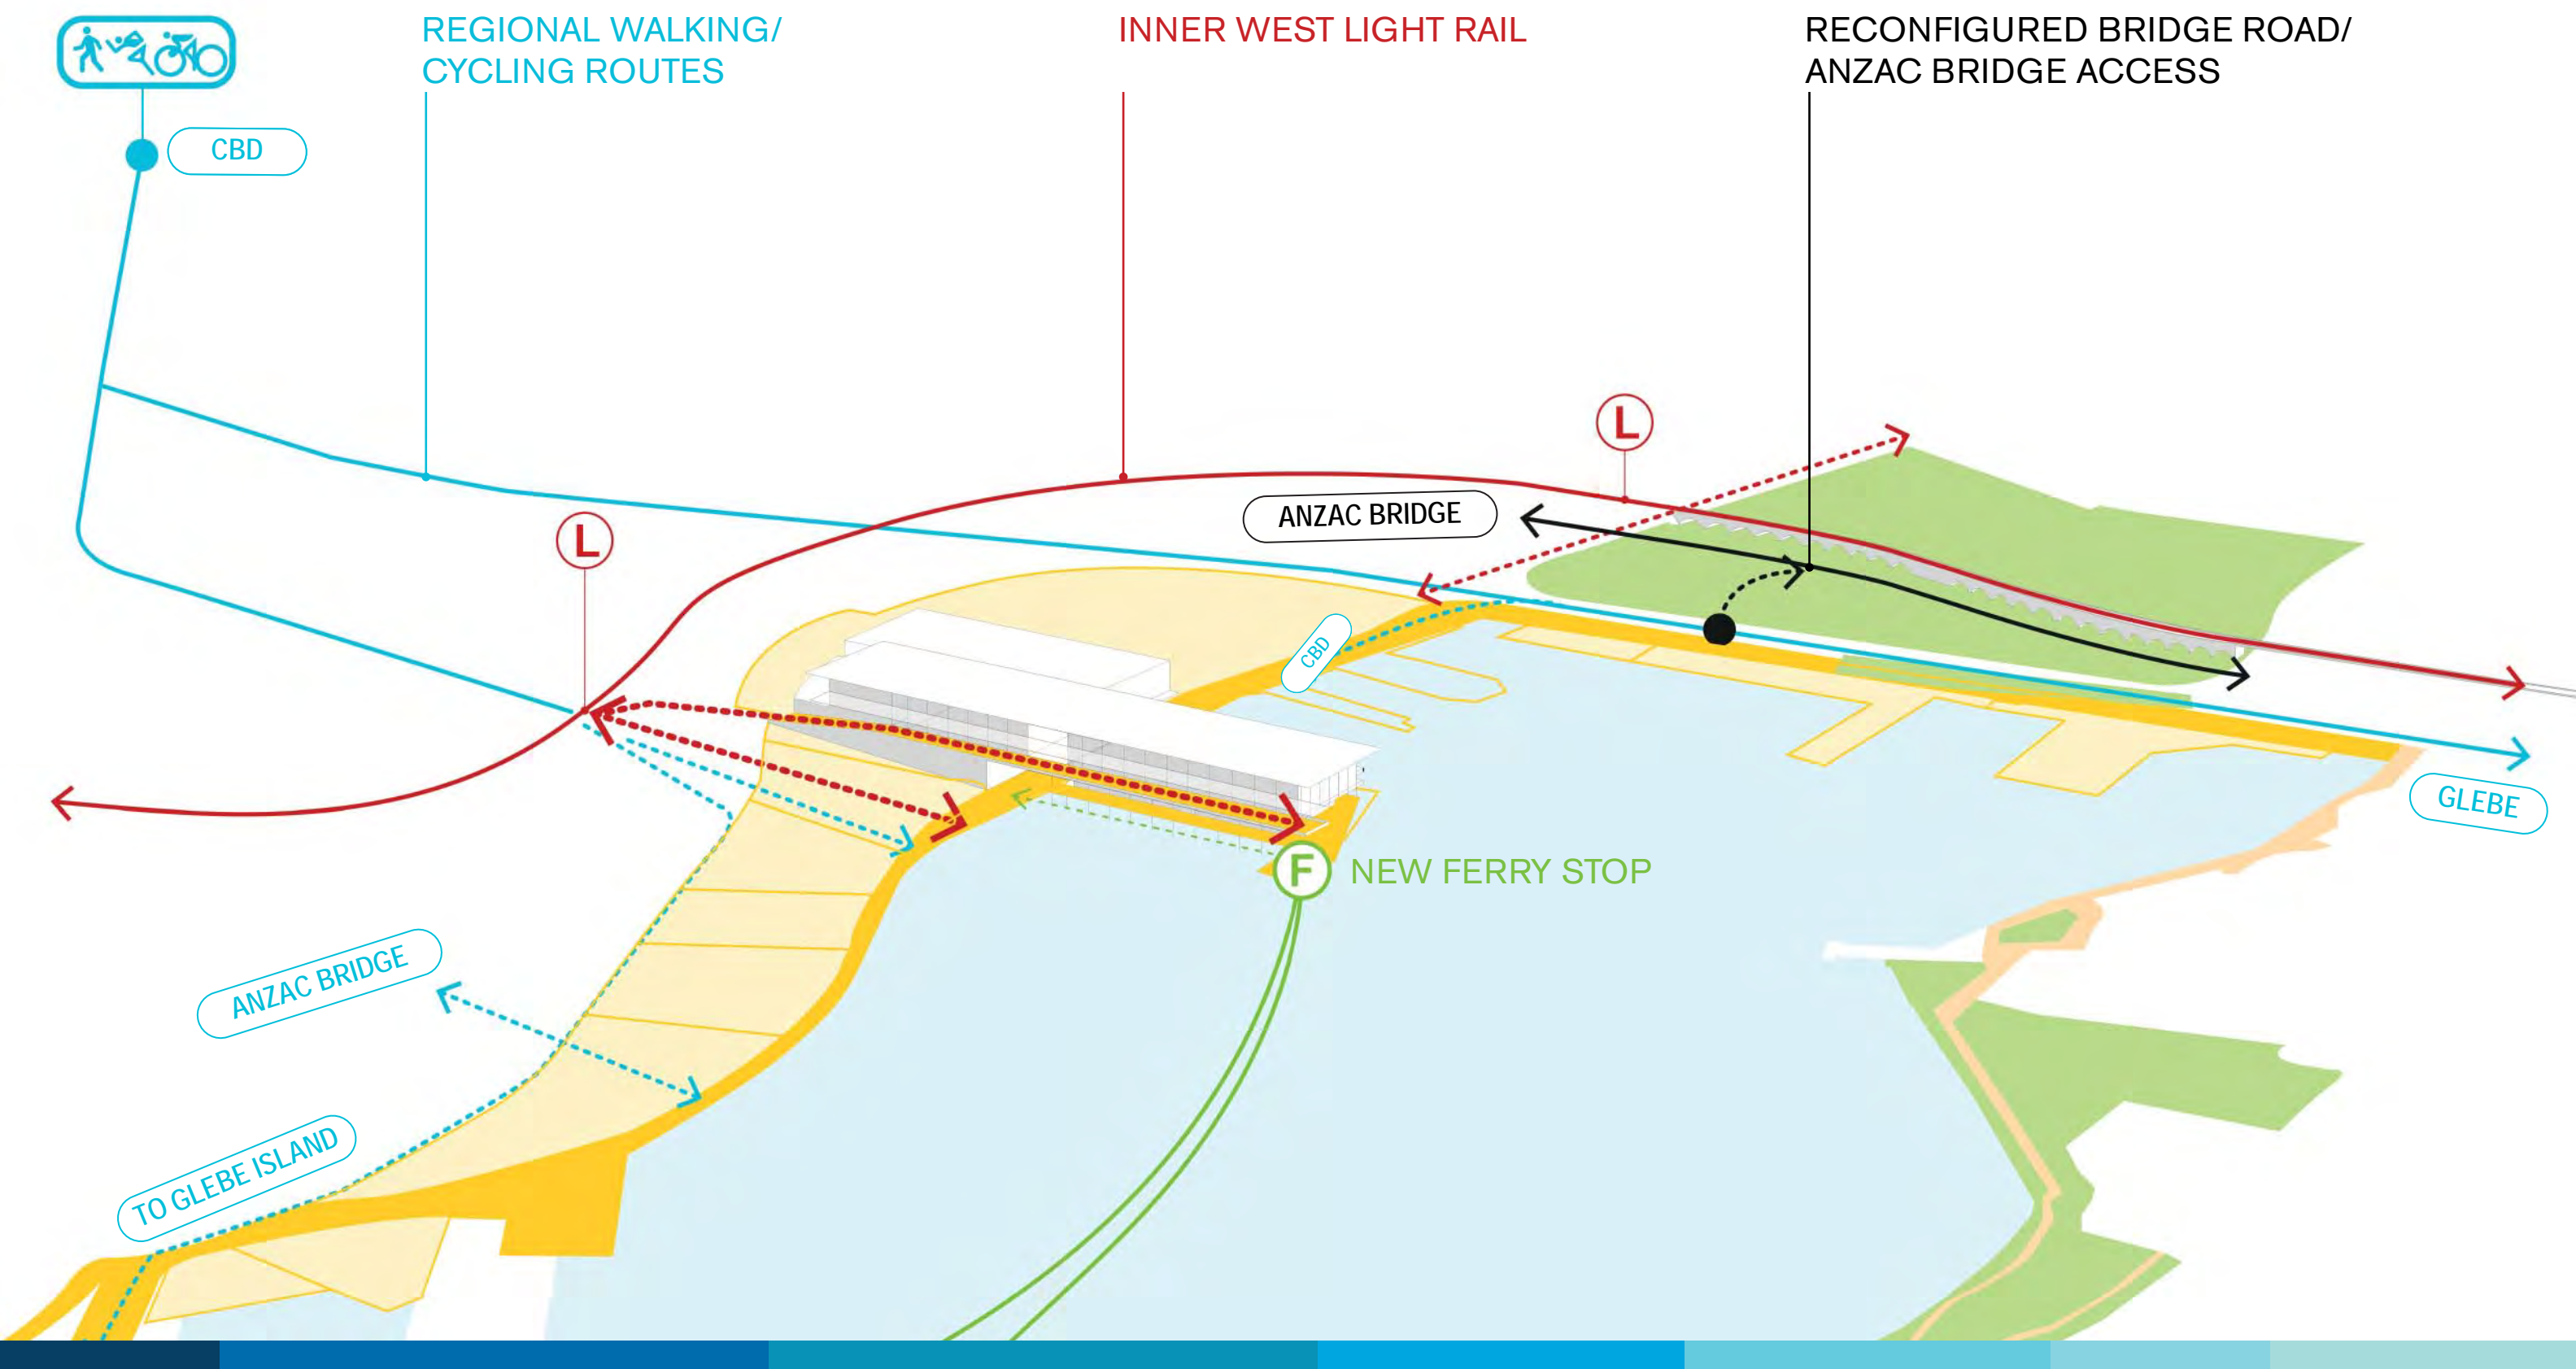 REGIONAL WALKING/
CYCLING ROUTES
INNER WEST LIGHT RAIL
RECONFIGURED BRIDGE ROAD/
ANZAC BRIDGE ACCESS
CBD
L
ANZAC BRIDGE
L
CBD
GLEBE
F NEW FERRY STOP
ANZAC BRIDGE
TO GLEBE ISLAND